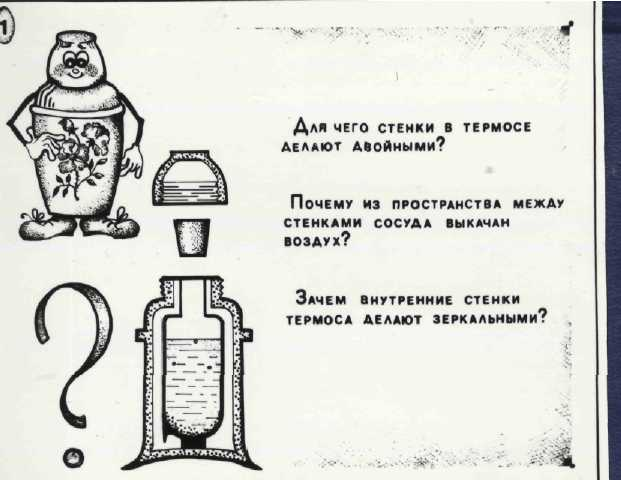 1
Для чего стенки в термосе
делают двойными?
Почему из пространства между
стенками сосуда выкачан
воздух?
Зачем внутренние стенки
термоса делают зеркальными?